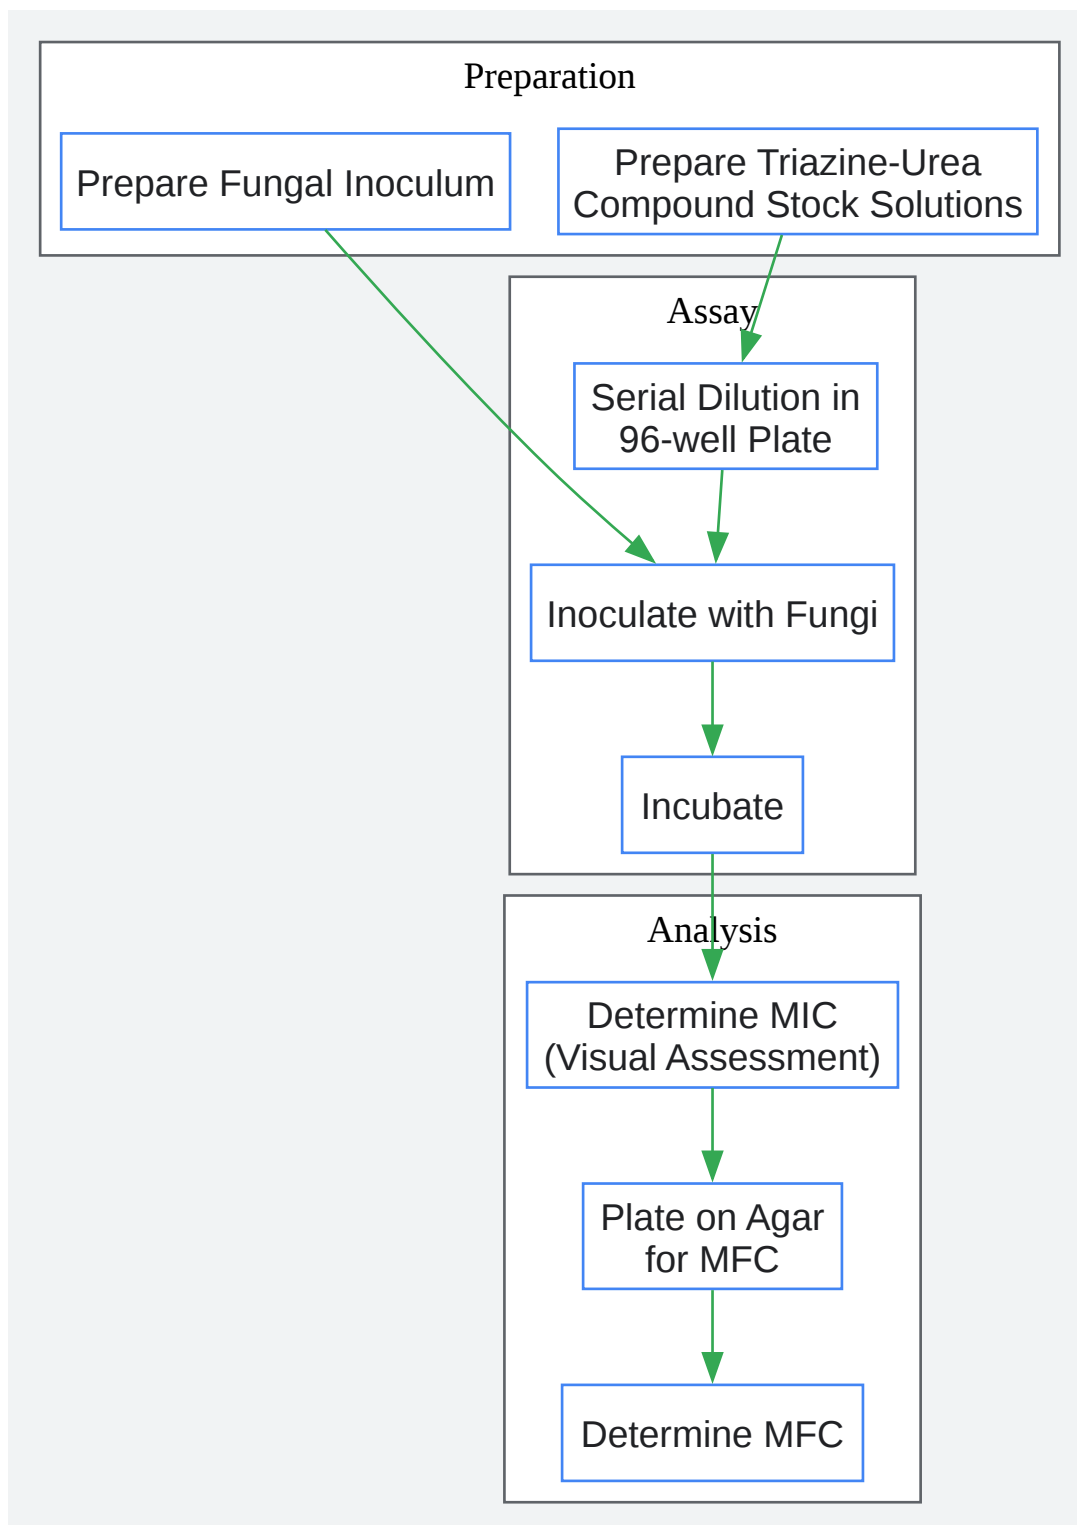 Preparation
Prepare Fungal Inoculum
Prepare Triazine-Urea
Compound Stock Solutions
Assay
Serial Dilution in
96-well Plate
Inoculate with Fungi
Incubate
Analysis
Determine MIC
(Visual Assessment)
Plate on Agar
for MFC
Determine MFC